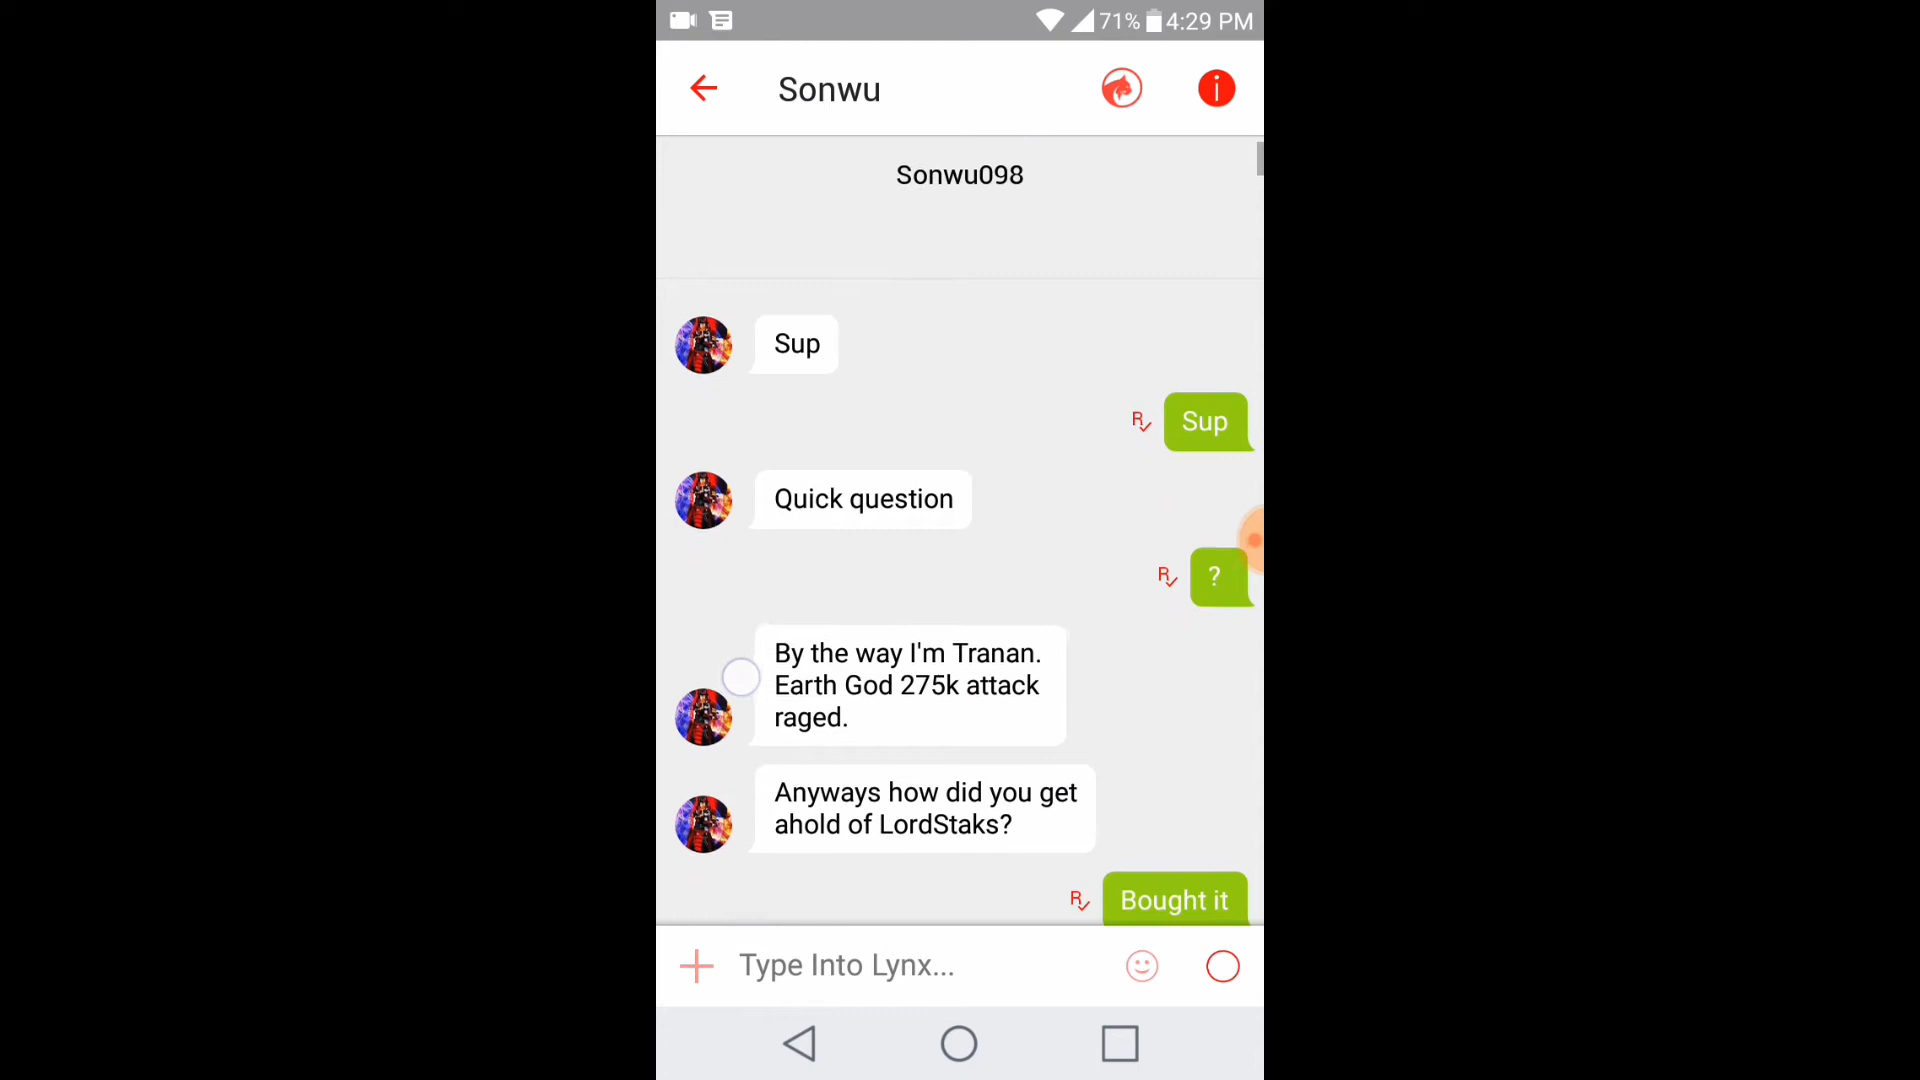 71% 4:29 PM
Sonwu
Sonwu098
Sup
R Sup
Quick question
R ?
By the way I'm Tranan.
Earth God 275k attack
raged.
Anyways how did you get
ahold of LordStaks?
R Bought it
Type Into Lynx...